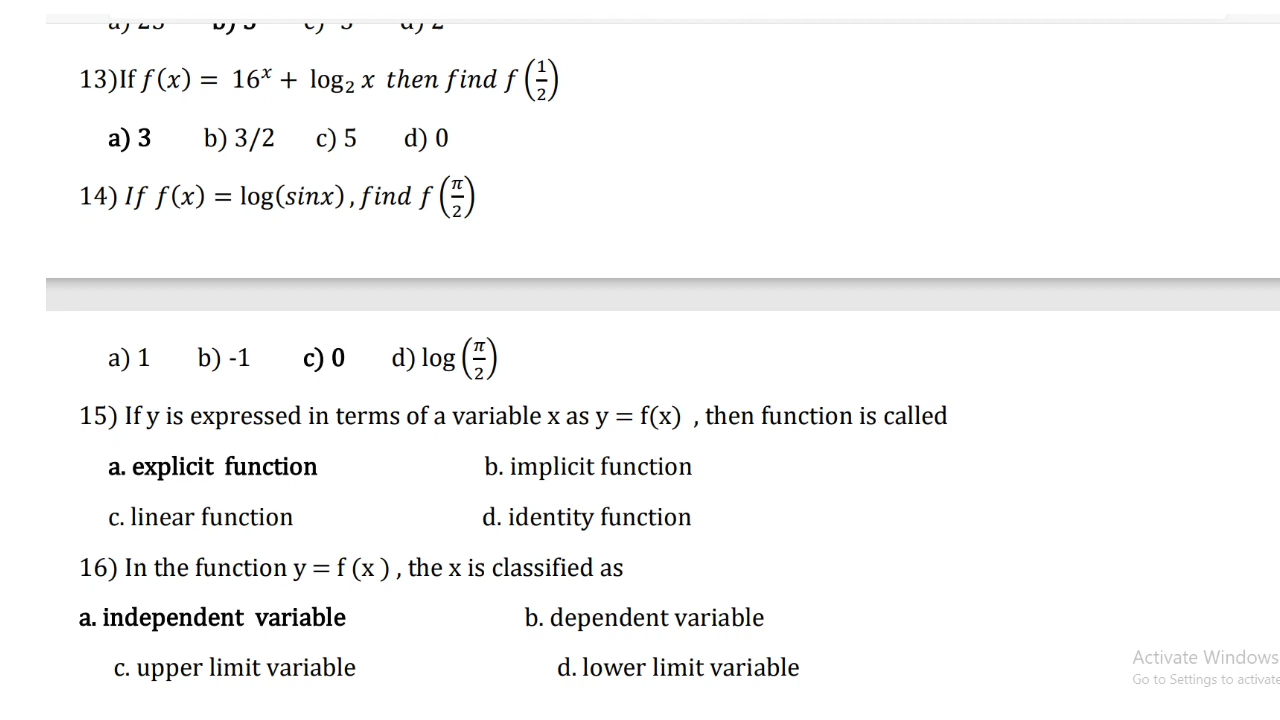 13)If f(x) = 16ˣ + log₂ x then find f (1/2)
a) 3 b) 3/2 c) 5 d) 0
14) If f(x) = log(sinx), find f (π/2)
a) 1 b) -1 c) 0 d) log (π/2)
15) If y is expressed in terms of a variable x as y = f(x) , then function is called
a. explicit function b. implicit function
c. linear function d. identity function
16) In the function y = f (x ) , the x is classified as
a. independent variable b. dependent variable
c. upper limit variable d. lower limit variable
Activate Windows
Go to Settings to activate